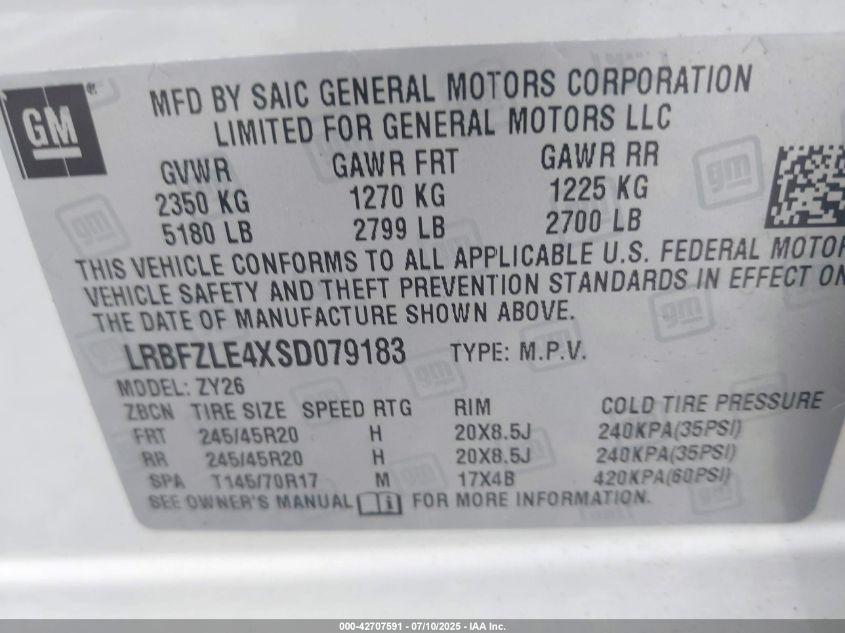 GM
MFD BY SAIC GENERAL MOTORS CORPORATION
LIMITED FOR GENERAL MOTORS LLC
GVWR GAWR FRT GAWR RR
2350 KG 1270 KG 1225 KG
5180 LB 2799 LB 2700 LB
THIS VEHICLE CONFORMS TO ALL APPLICABLE U.S. FEDERAL MOTOR
VEHICLE SAFETY AND THEFT PREVENTION STANDARDS IN EFFECT ON
THE DATE OF MANUFACTURE SHOWN ABOVE.
LRBFZLE4XSD079183 TYPE: M.P.V.
MODEL: ZY26
ZBCN TIRE SIZE SPEED RTG RIM COLD TIRE PRESSURE
FRT 245/45R20 H 20X8.5J 240KPA(35PSI)
RR 245/45R20 H 20X8.5J 240KPA(35PSI)
SPA T145/70R17 M 17X4B 420KPA(60PSI)
SEE OWNER'S MANUAL FOR MORE INFORMATION.
000-42707591 - 07/10/2025 - IAA Inc.